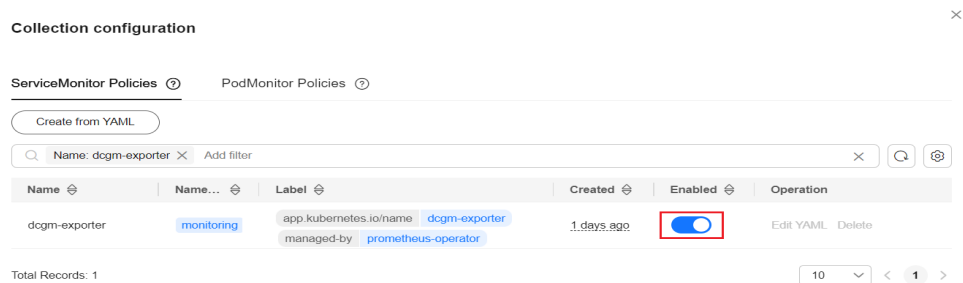 Collection configuration
ServiceMonitor Policies ? PodMonitor Policies ?
Create from YAML
Name: dcgm-exporter Add filter
Name Name... Label Created Enabled Operation
app.kubernetes.io/name dcgm-exporter
dcgm-exporter monitoring 1 days ago Edit YAML Delete
managed-by prometheus-operator
Total Records: 1 10 < 1 >